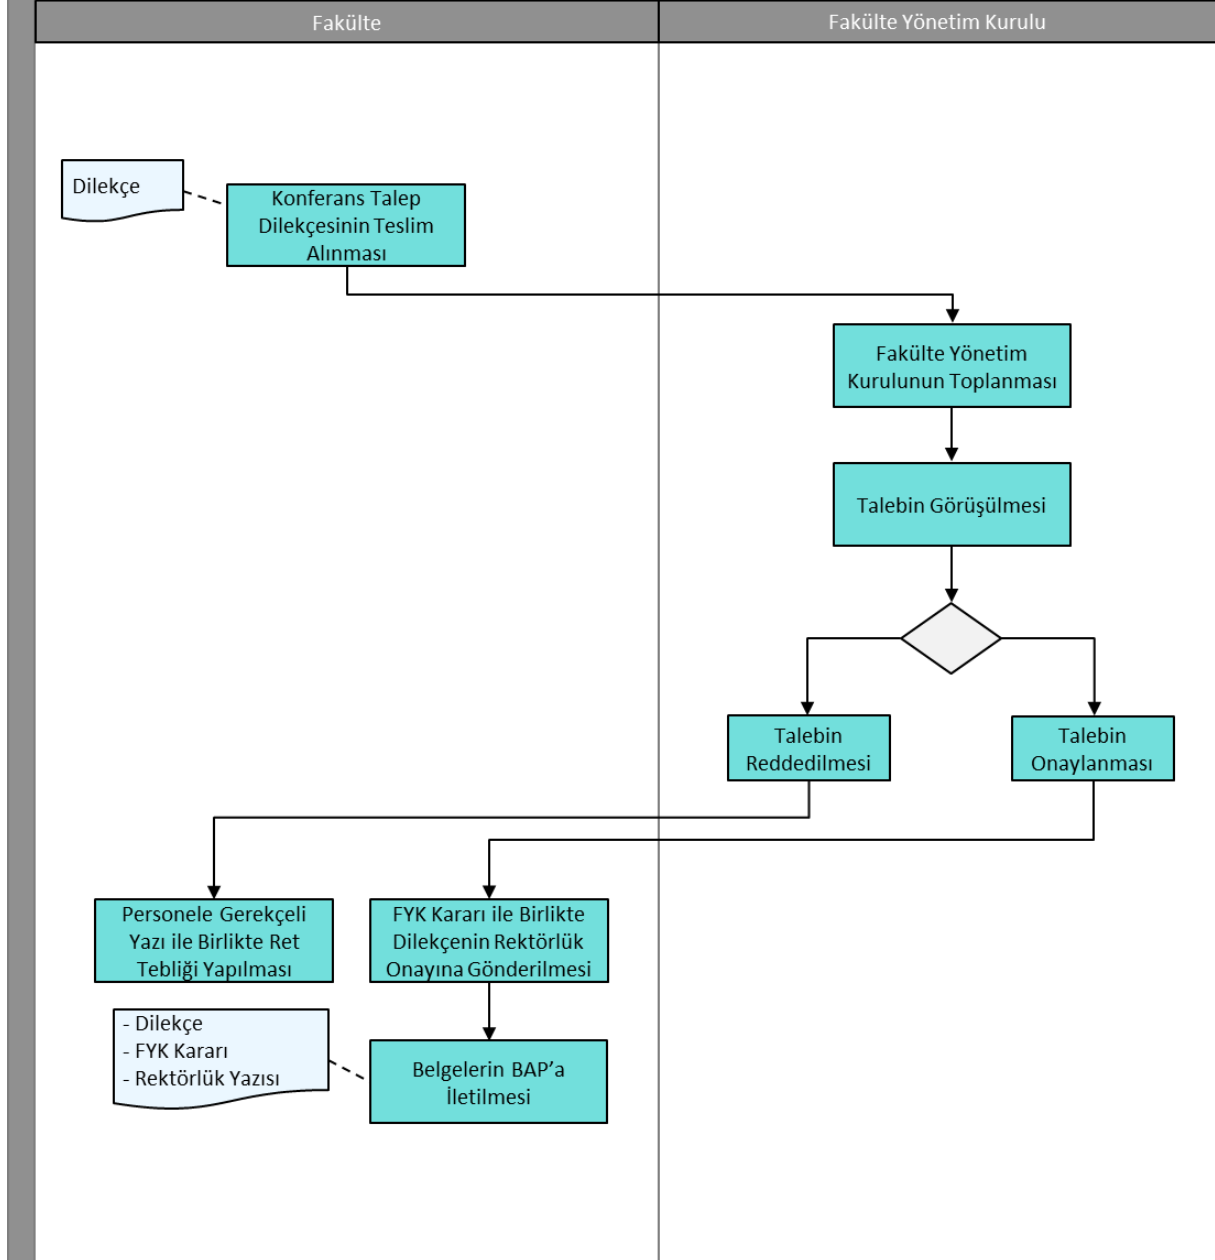 Fakülte
Fakülte Yönetim Kurulu
Dilekçe
Konferans Talep
Dilekçesinin Teslim
Alınması
Fakülte Yönetim
Kurulunun Toplanması
Talebin Görüşülmesi
Talebin
Reddedilmesi
Talebin
Onaylanması
Personele Gerekçeli
Yazı ile Birlikte Ret
Tebliği Yapılması
FYK Kararı ile Birlikte
Dilekçenin Rektörlük
Onayına Gönderilmesi
- Dilekçe
- FYK Kararı
- Rektörlük Yazısı
Belgelerin BAP’a
İletilmesi